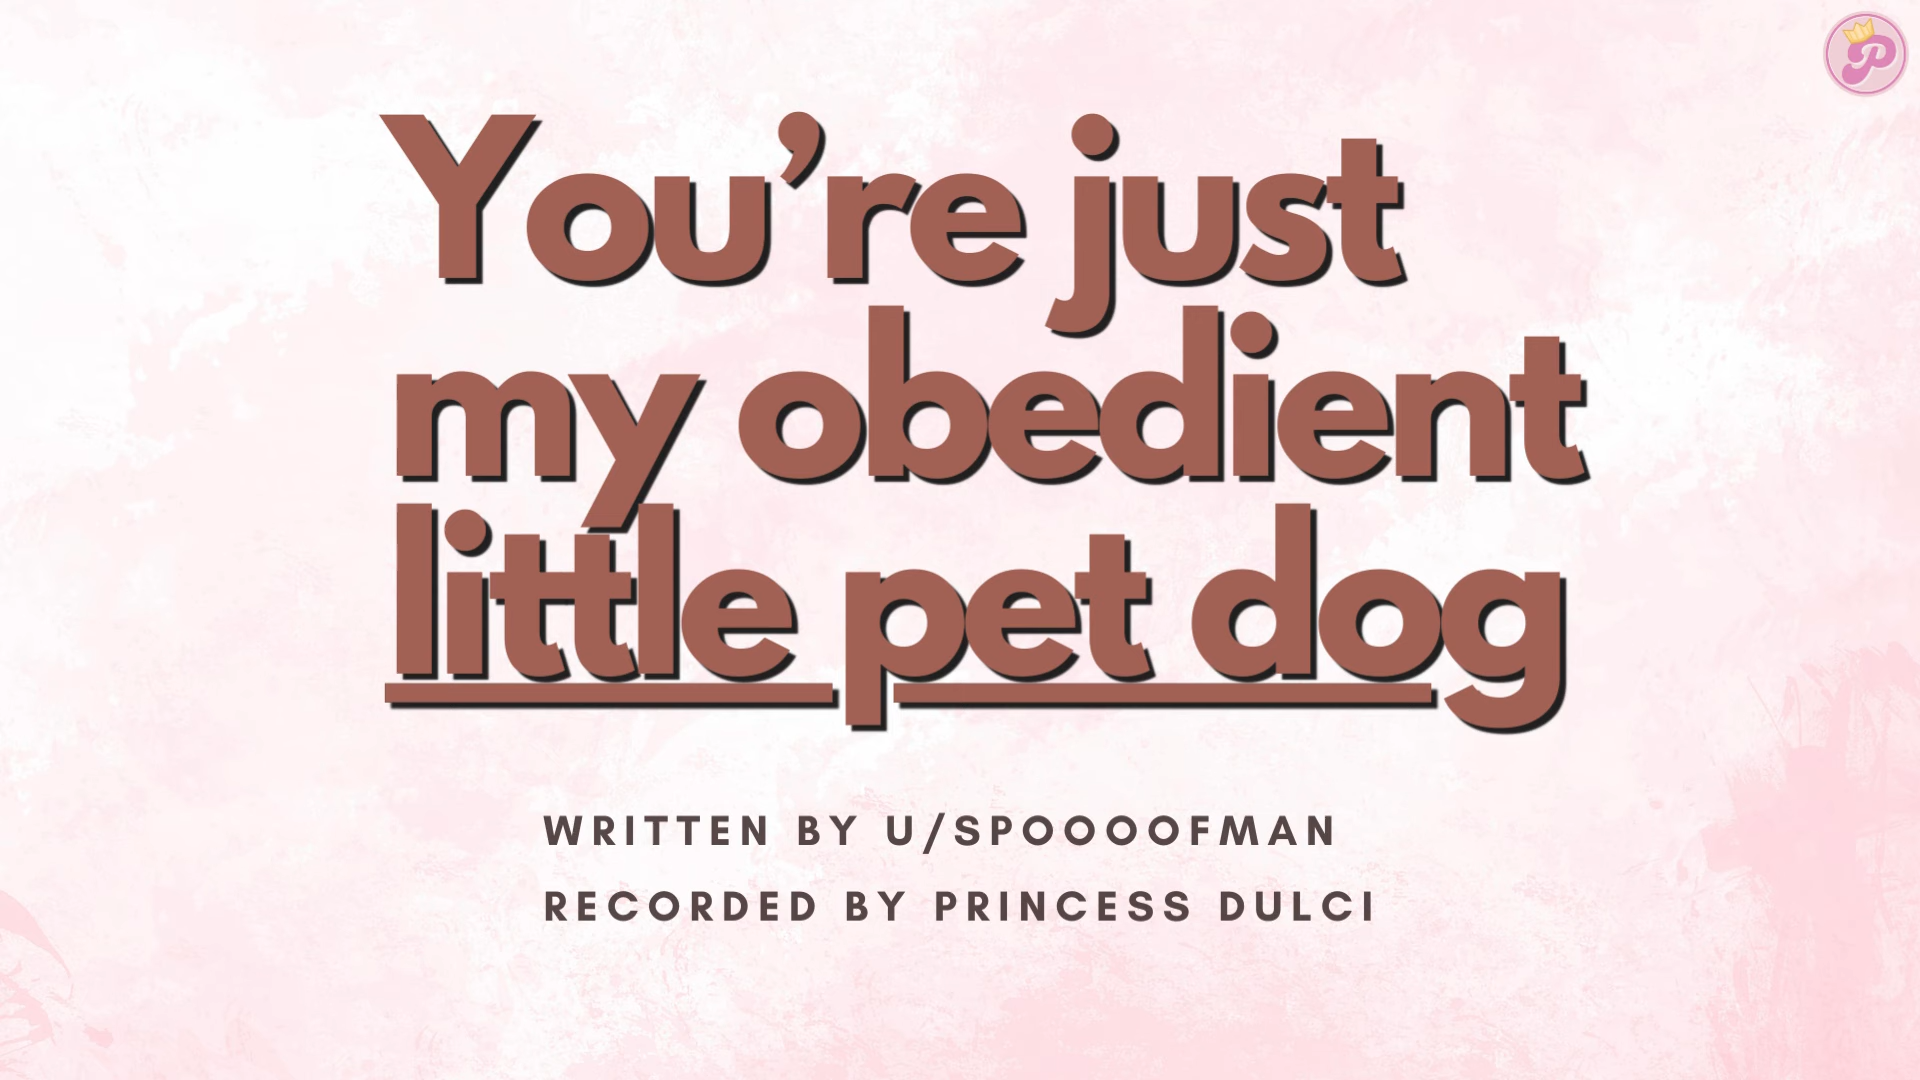 You’re just
my obedient
little pet dog
WRITTEN BY U/SPOOOOFMAN
RECORDED BY PRINCESS DULCI
P